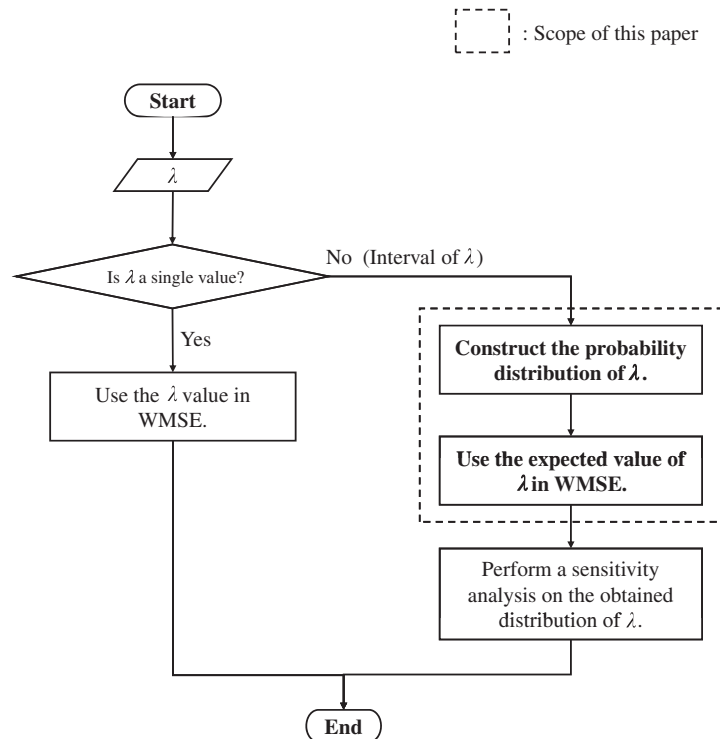 : Scope of this paper
Start
λ
Is λ a single value?
No (Interval of λ)
Yes
Use the λ value in
WMSE.
Construct the probability
distribution of λ.
Use the expected value of
λ in WMSE.
Perform a sensitivity
analysis on the obtained
distribution of λ.
End